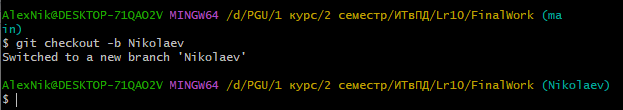 AlexNik@DESKTOP-71QAO2V MINGW64 /d/PGU/1 курс/2 семестр/ИТвПД/Lr10/FinalWork (ma
in)
$ git checkout -b Nikolaev
Switched to a new branch 'Nikolaev'
AlexNik@DESKTOP-71QAO2V MINGW64 /d/PGU/1 курс/2 семестр/ИТвПД/Lr10/FinalWork (Nikolaev)
$